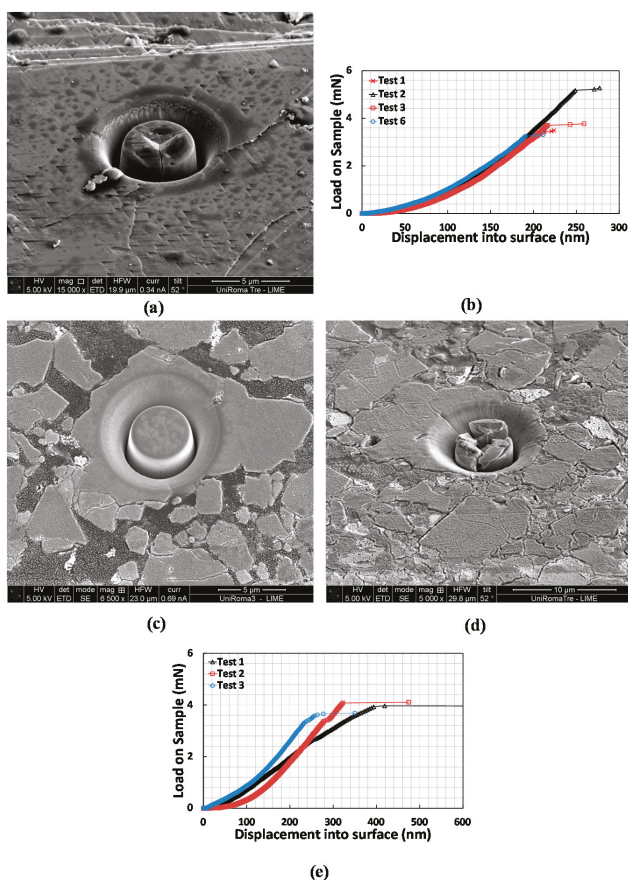 HV mag □ det HFW curr tilt 5 µm
5.00 kV 15 000 x ETD 19.9 µm 0.34 nA 52 ° UniRoma Tre - LIME
(a)
Test 1
Test 2
Test 3
Test 6
Load on Sample (mN)
6
4
2
0
0 50 100 150 200 250 300
Displacement into surface (nm)
(b)
HV det mode mag ⊞ HFW curr 5 µm
5.00 kV ETD SE 6 500 x 23.0 µm 0.69 nA UniRoma3 - LIME
(c)
HV det mode mag ⊞ HFW tilt 10 µm
5.00 kV ETD SE 5 000 x 29.8 µm 52 ° UniRomaTre - LIME
(d)
Test 1
Test 2
Test 3
Load on Sample (mN)
6
4
2
0
0 100 200 300 400 500 600
Displacement into surface (nm)
(e)